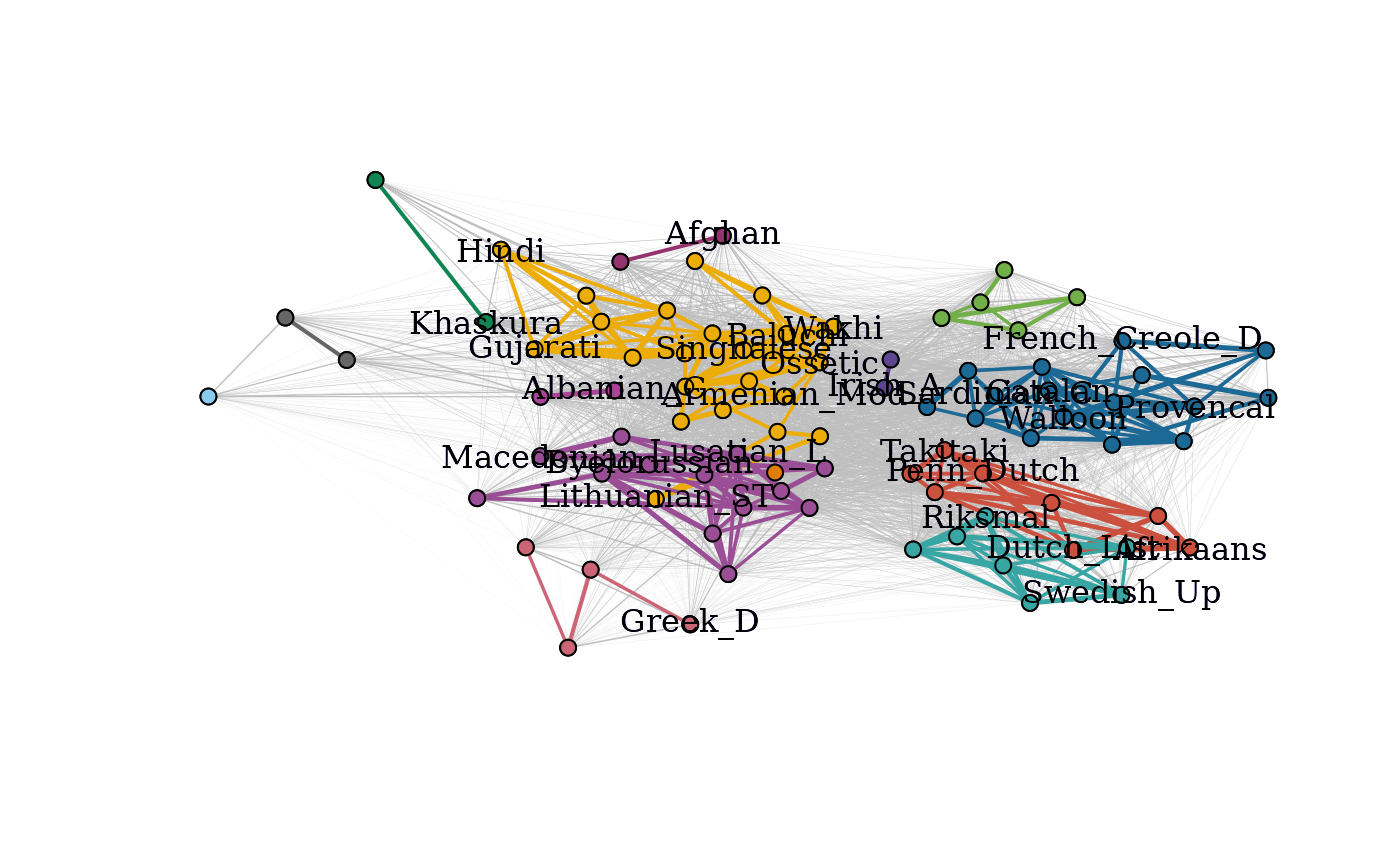 Afghan
Hindi
Khaskura
Wakhi
Baluchi
French_Creole_D
Gujarati
Singhalese
Ossetic
Irish_A
Albanian_G
Armenian_Mod
Sardinian_C
Catalan
Provencal
Walloon
Macedonian
Byelorussian
Lusatian_L
Takitaki
Penn_Dutch
Lithuanian_ST
Riksmal
Dutch_List
Afrikaans
Swedish_Up
Greek_D